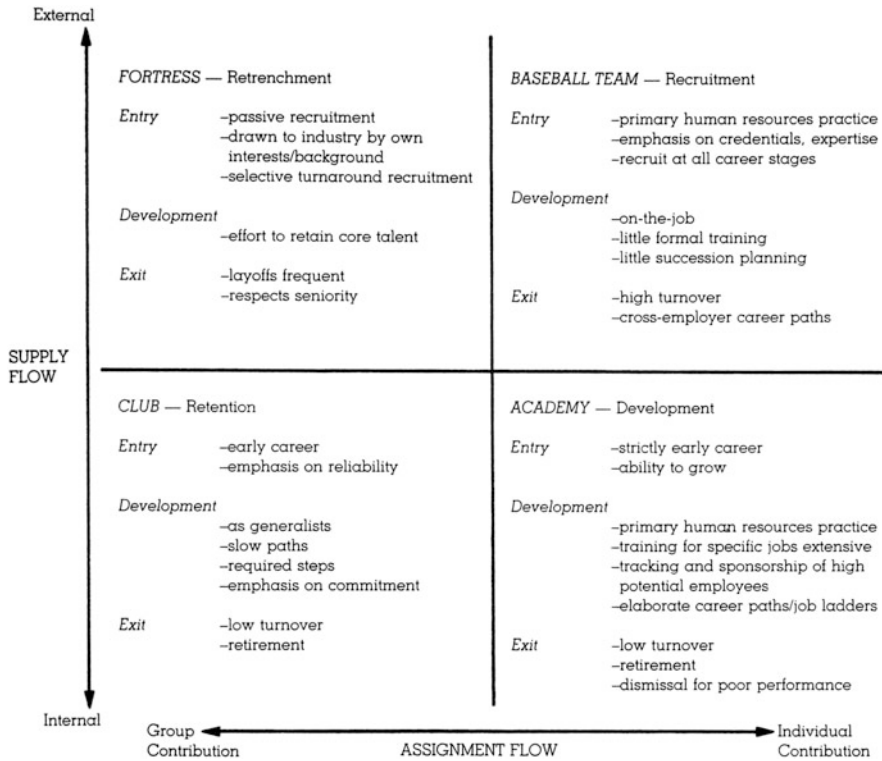 External
FORTRESS — Retrenchment
Entry –passive recruitment
–drawn to industry by own
interests/background
–selective turnaround recruitment
Development
–effort to retain core talent
Exit –layoffs frequent
–respects seniority
BASEBALL TEAM — Recruitment
Entry –primary human resources practice
–emphasis on credentials, expertise
–recruit at all career stages
Development
–on-the-job
–little formal training
–little succession planning
Exit –high turnover
–cross-employer career paths
SUPPLY
FLOW
CLUB — Retention
Entry –early career
–emphasis on reliability
Development
–as generalists
–slow paths
–required steps
–emphasis on commitment
Exit –low turnover
–retirement
ACADEMY — Development
Entry –strictly early career
–ability to grow
Development
–primary human resources practice
–training for specific jobs extensive
–tracking and sponsorship of high
potential employees
–elaborate career paths/job ladders
Exit –low turnover
–retirement
–dismissal for poor performance
Internal
Group
Contribution
ASSIGNMENT FLOW
Individual
Contribution